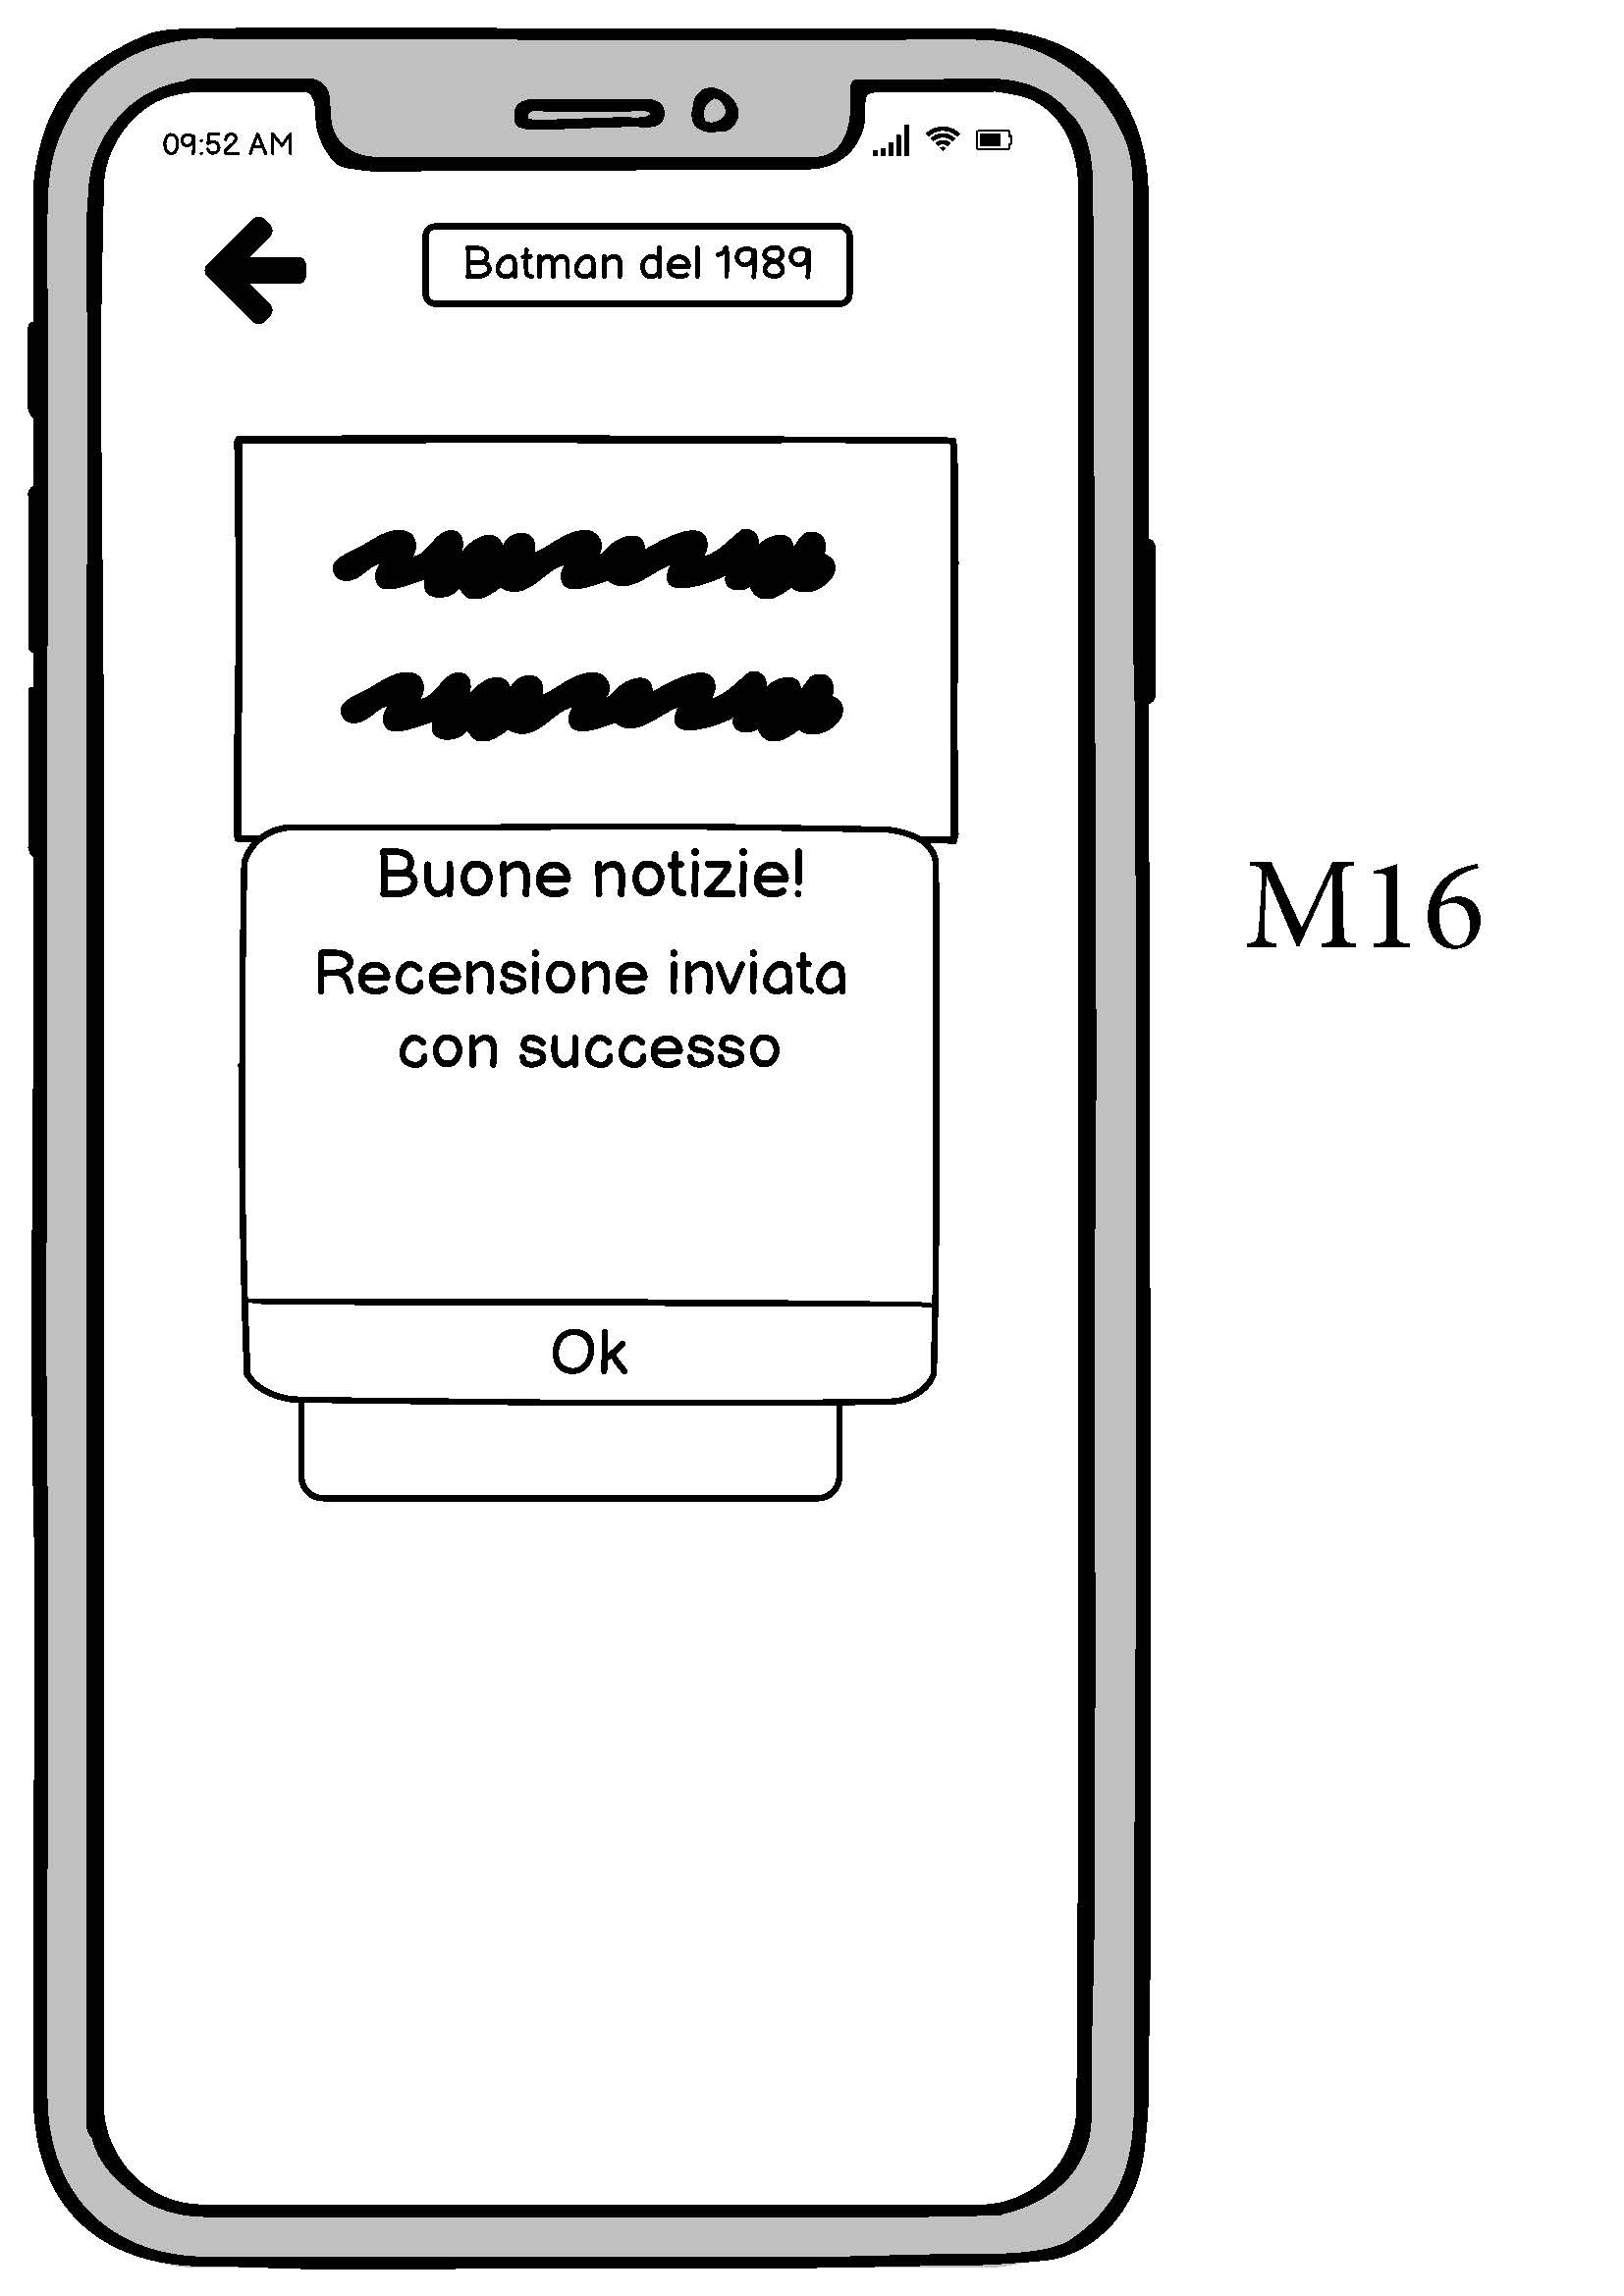 09:52 AM
Batman del 1989
Buone notizie!
Recensione inviata
con successo
Ok
M16